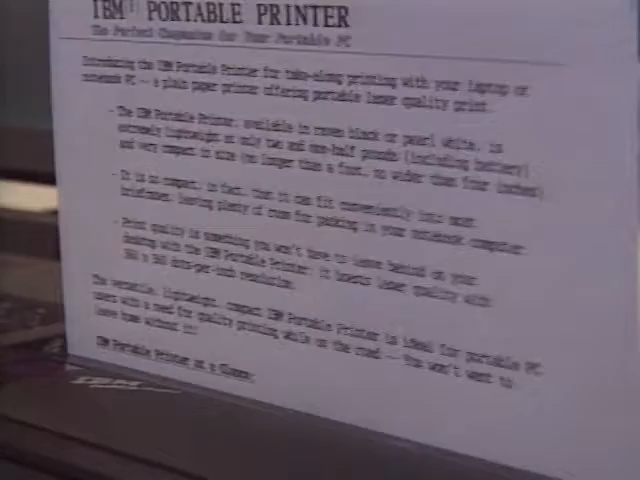 IBM PORTABLE PRINTER
The Perfect Companion for Your Portable PC
Introducing the IBM Portable Printer for take-along printing with your laptop or
notebook PC -- a plain paper printer offering portable laser quality print.
- The IBM Portable Printer, available in raven black or pearl white, is
extremely lightweight at only two and one-half pounds (including battery)
and very compact in size (no longer than a foot, no wider than four inches)
- It is so compact, in fact, that it can fit conveniently into most
briefcases, leaving plenty of room for packing in your notebook computer.
- Print quality is something you won't have to leave behind on your
desktop with the IBM Portable Printer; it boasts laser quality with
360 x 360 dots-per-inch resolution.
The versatile, lightweight, compact IBM Portable Printer is ideal for portable PC
users with a need for quality printing while on the road -- You won't want to
leave home without it!
IBM Portable Printer at a Glance:
IBM